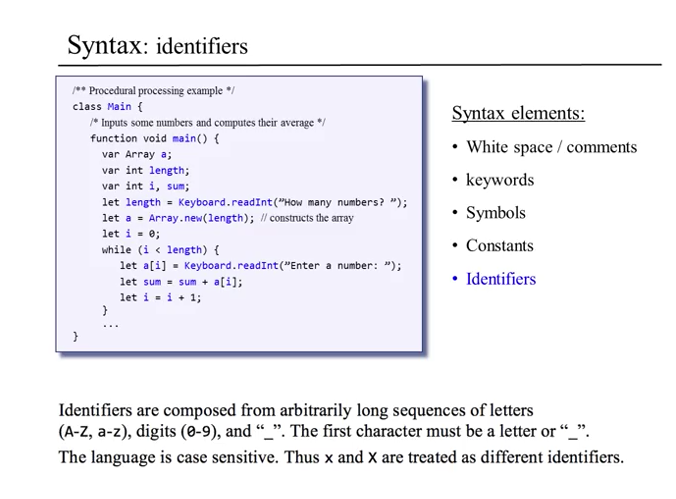 Syntax: identifiers
/** Procedural processing example */
class Main {
/* Inputs some numbers and computes their average */
function void main() {
var Array a;
var int length;
var int i, sum;
let length = Keyboard.readInt(”How many numbers? ”);
let a = Array.new(length); // constructs the array
let i = 0;
while (i < length) {
let a[i] = Keyboard.readInt(”Enter a number: ”);
let sum = sum + a[i];
let i = i + 1;
}
...
}
Syntax elements:
• White space / comments
• keywords
• Symbols
• Constants
• Identifiers
Identifiers are composed from arbitrarily long sequences of letters
(A-Z, a-z), digits (0-9), and “_”. The first character must be a letter or “_”.
The language is case sensitive. Thus x and X are treated as different identifiers.